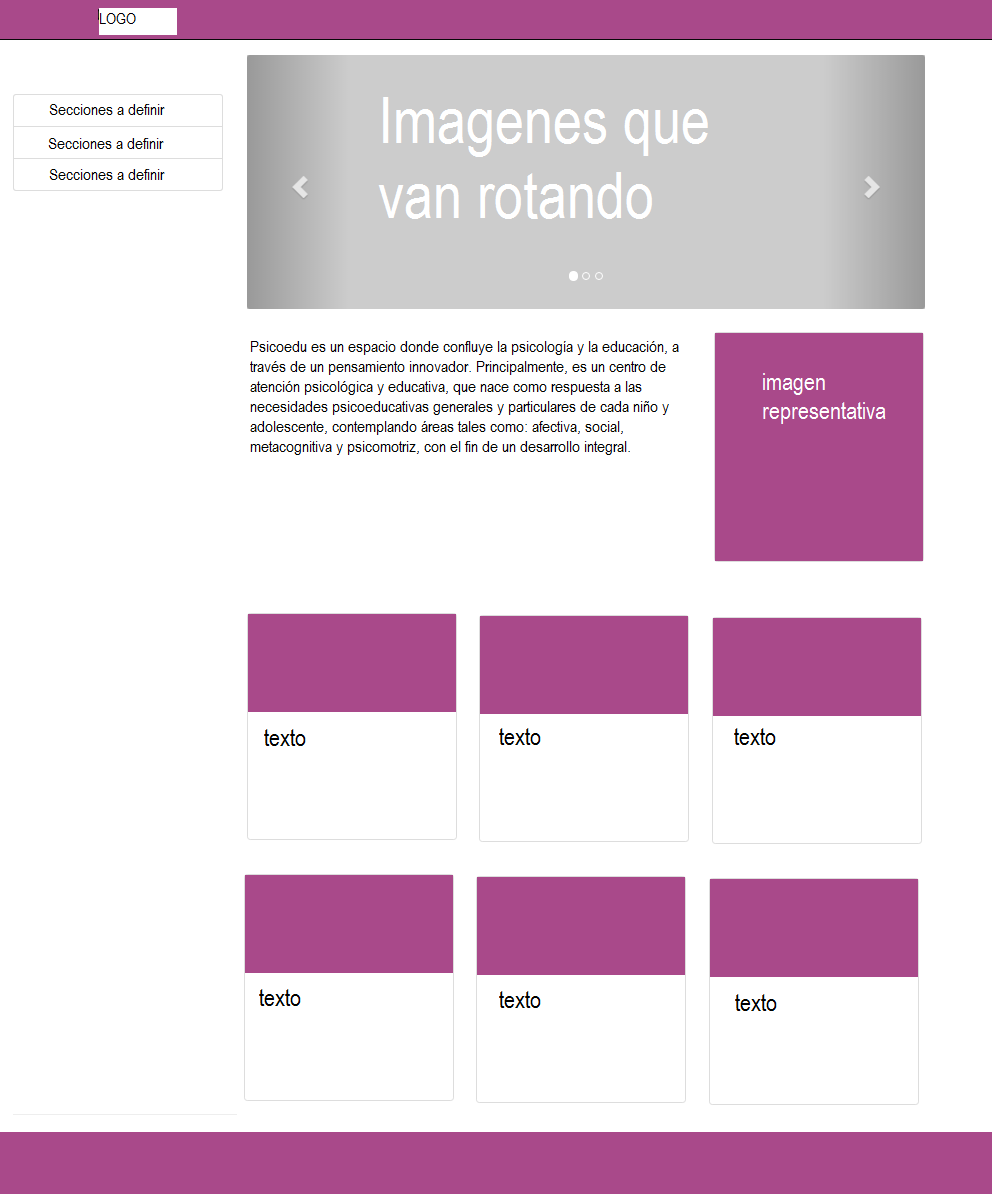 LOGO
Secciones a definir
Secciones a definir
Secciones a definir
Imagenes que
van rotando
Psicoedu es un espacio donde confluye la psicología y la educación, a
través de un pensamiento innovador. Principalmente, es un centro de
atención psicológica y educativa, que nace como respuesta a las
necesidades psicoeducativas generales y particulares de cada niño y
adolescente, contemplando áreas tales como: afectiva, social,
metacognitiva y psicomotriz, con el fin de un desarrollo integral.
imagen
representativa
texto
texto
texto
texto
texto
texto